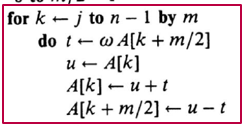 for k ← j to n − 1 by m
do t ← ω A[k + m/2]
u ← A[k]
A[k] ← u + t
A[k + m/2] ← u − t